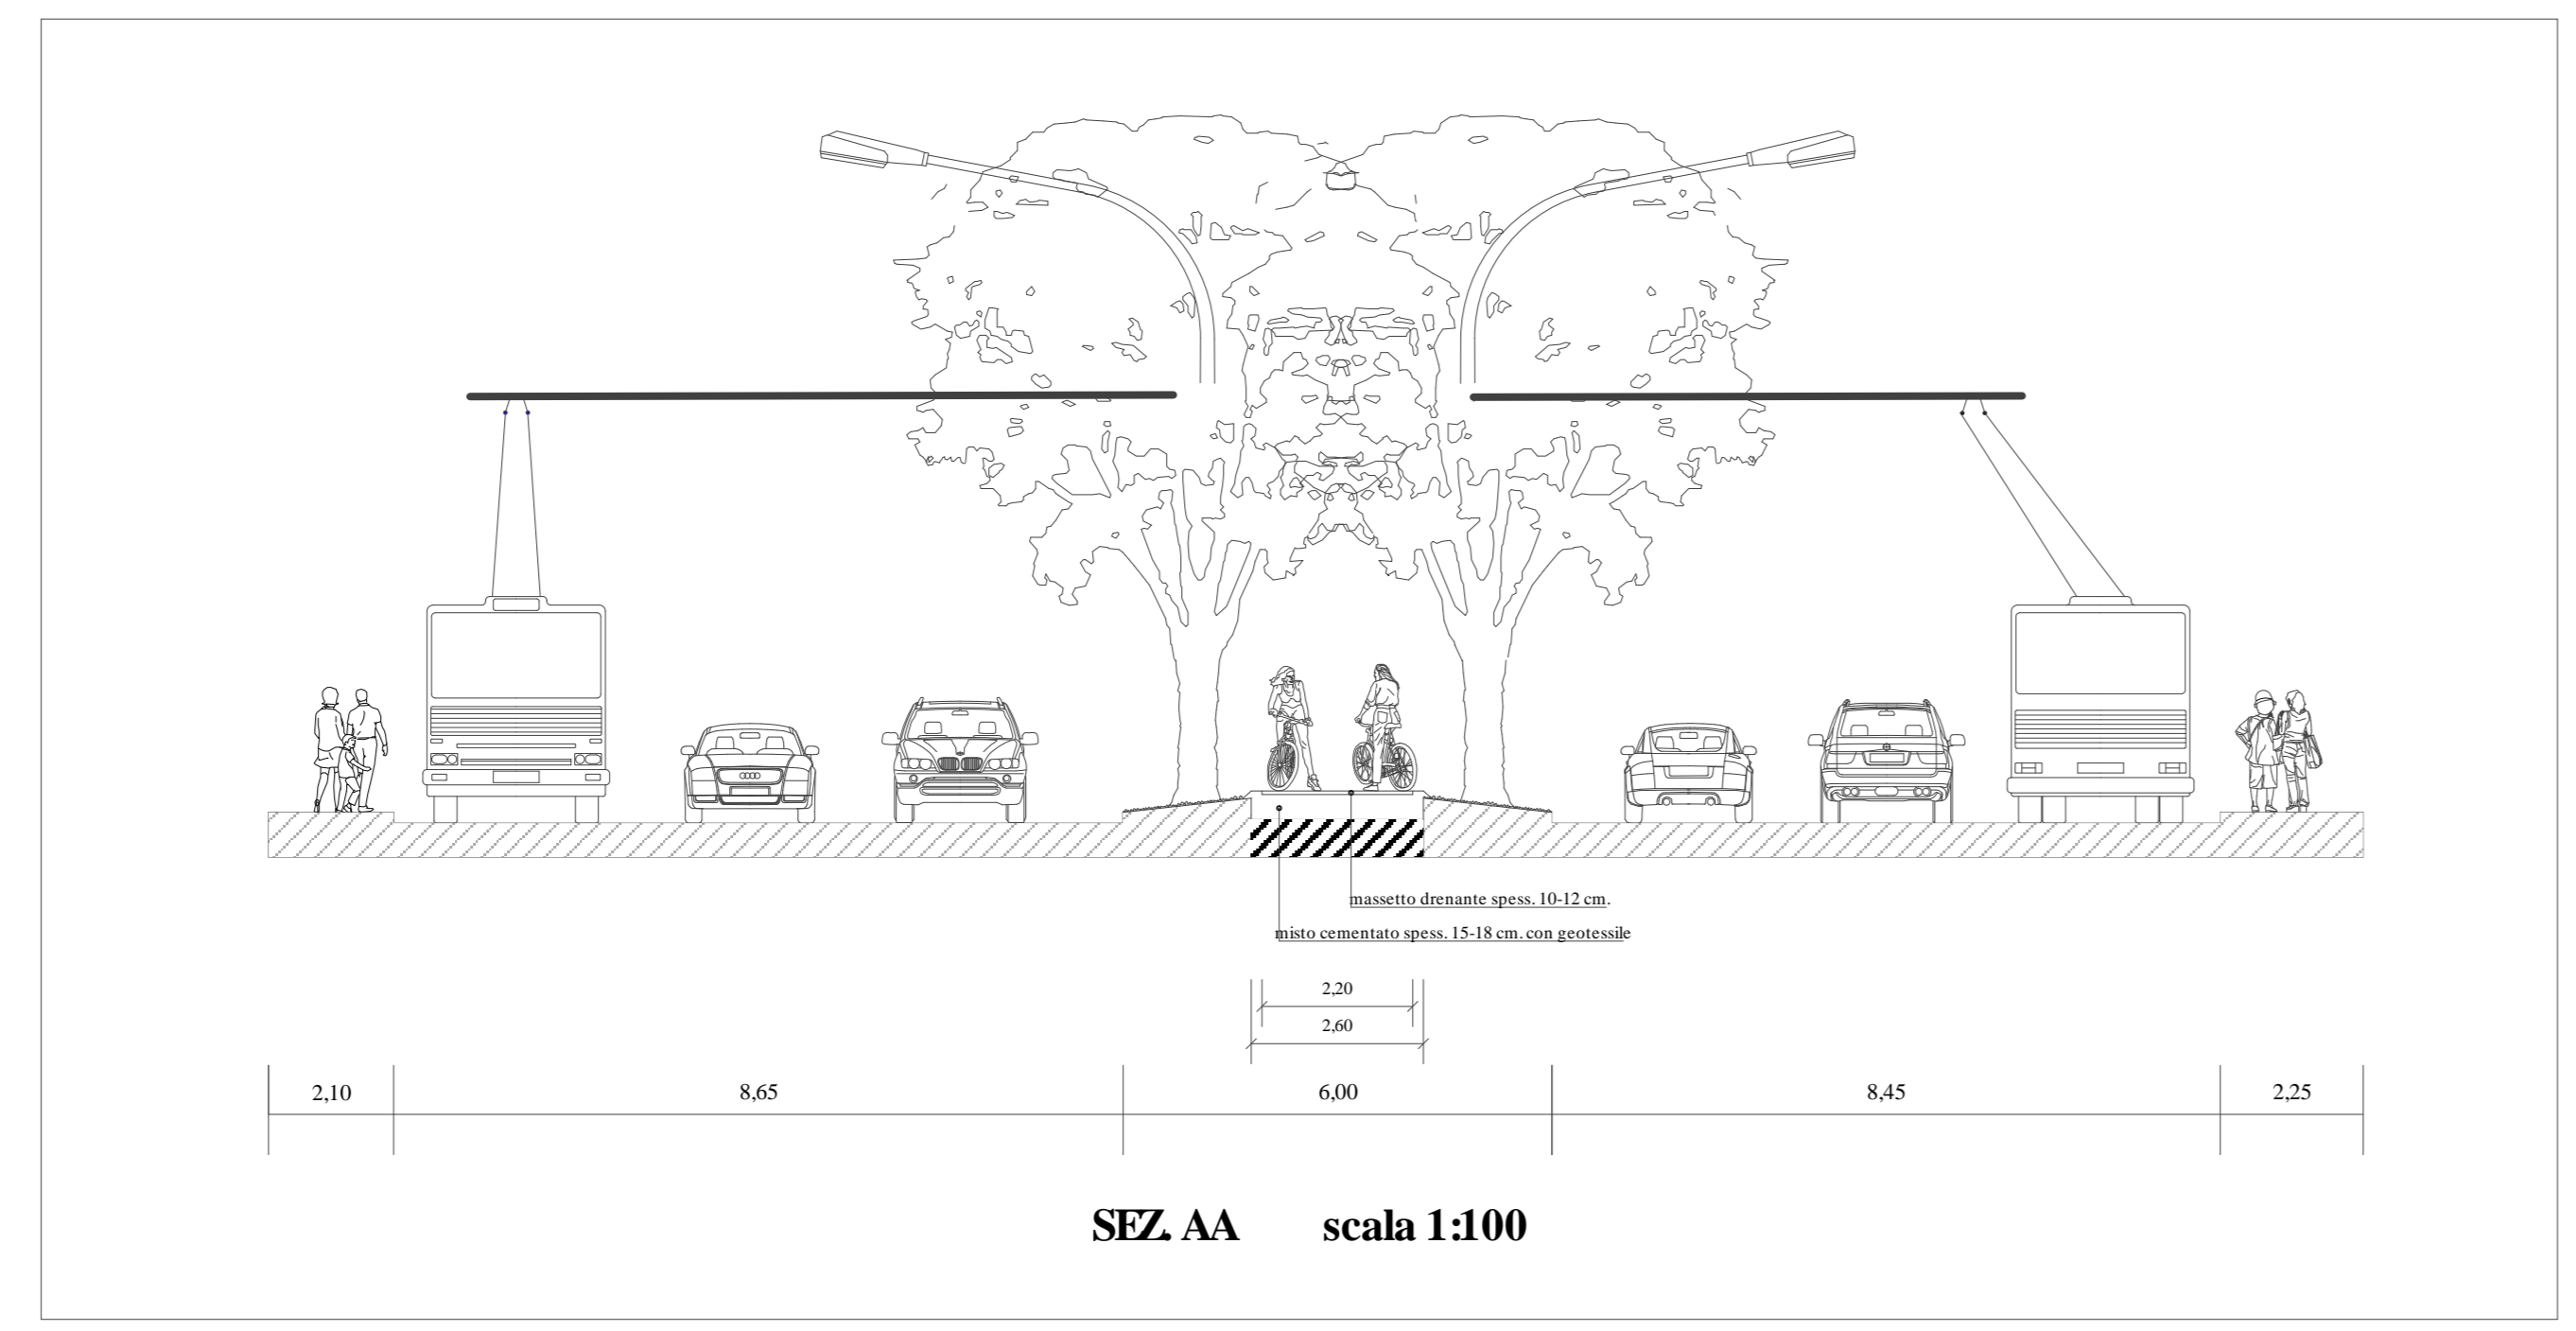 massetto drenante spess. 10-12 cm.
misto cementato spess. 15-18 cm. con geotessile
2,20
2,60
2,10 8,65 6,00 8,45 2,25
SEZ. AA scala 1:100